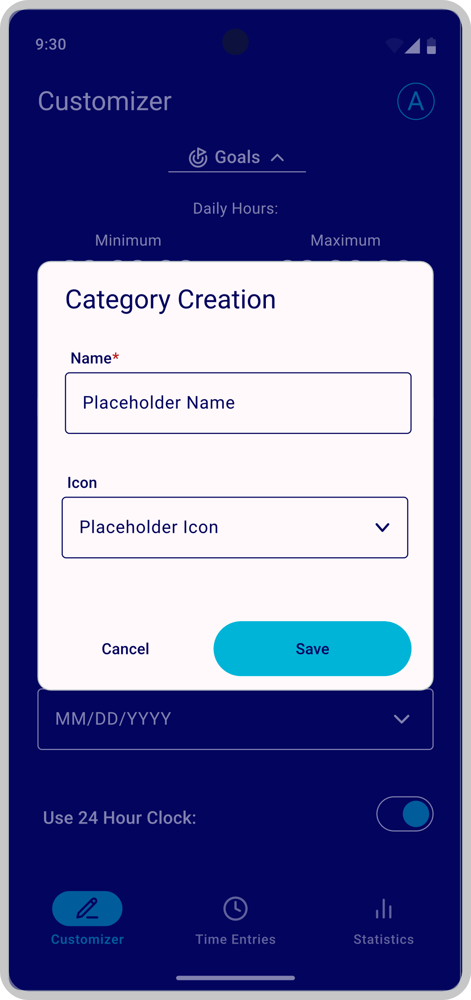 9:30
Customizer
A
Goals
Daily Hours:
Minimum Maximum
Category Creation
Name*
Placeholder Name
Icon
Placeholder Icon
Cancel Save
MM/DD/YYYY
Use 24 Hour Clock:
Customizer Time Entries Statistics